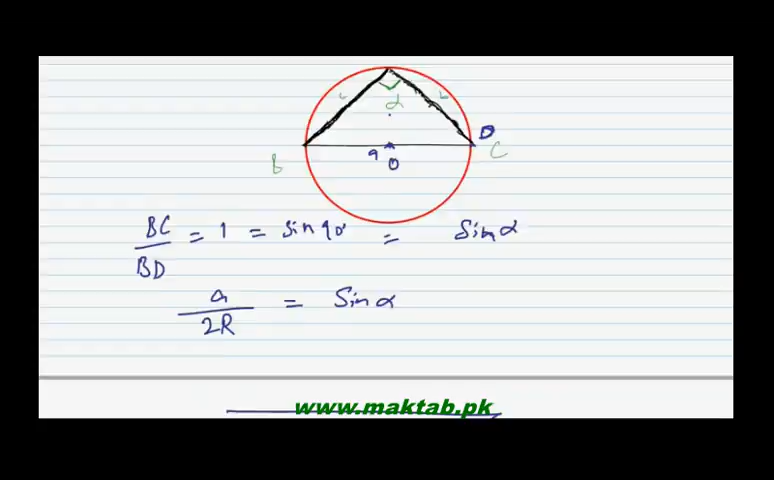 α
D
B
a
O
C
BC/BD = 1 = Sin 90° = Sin α
a/2R = Sin α
www.maktab.pk